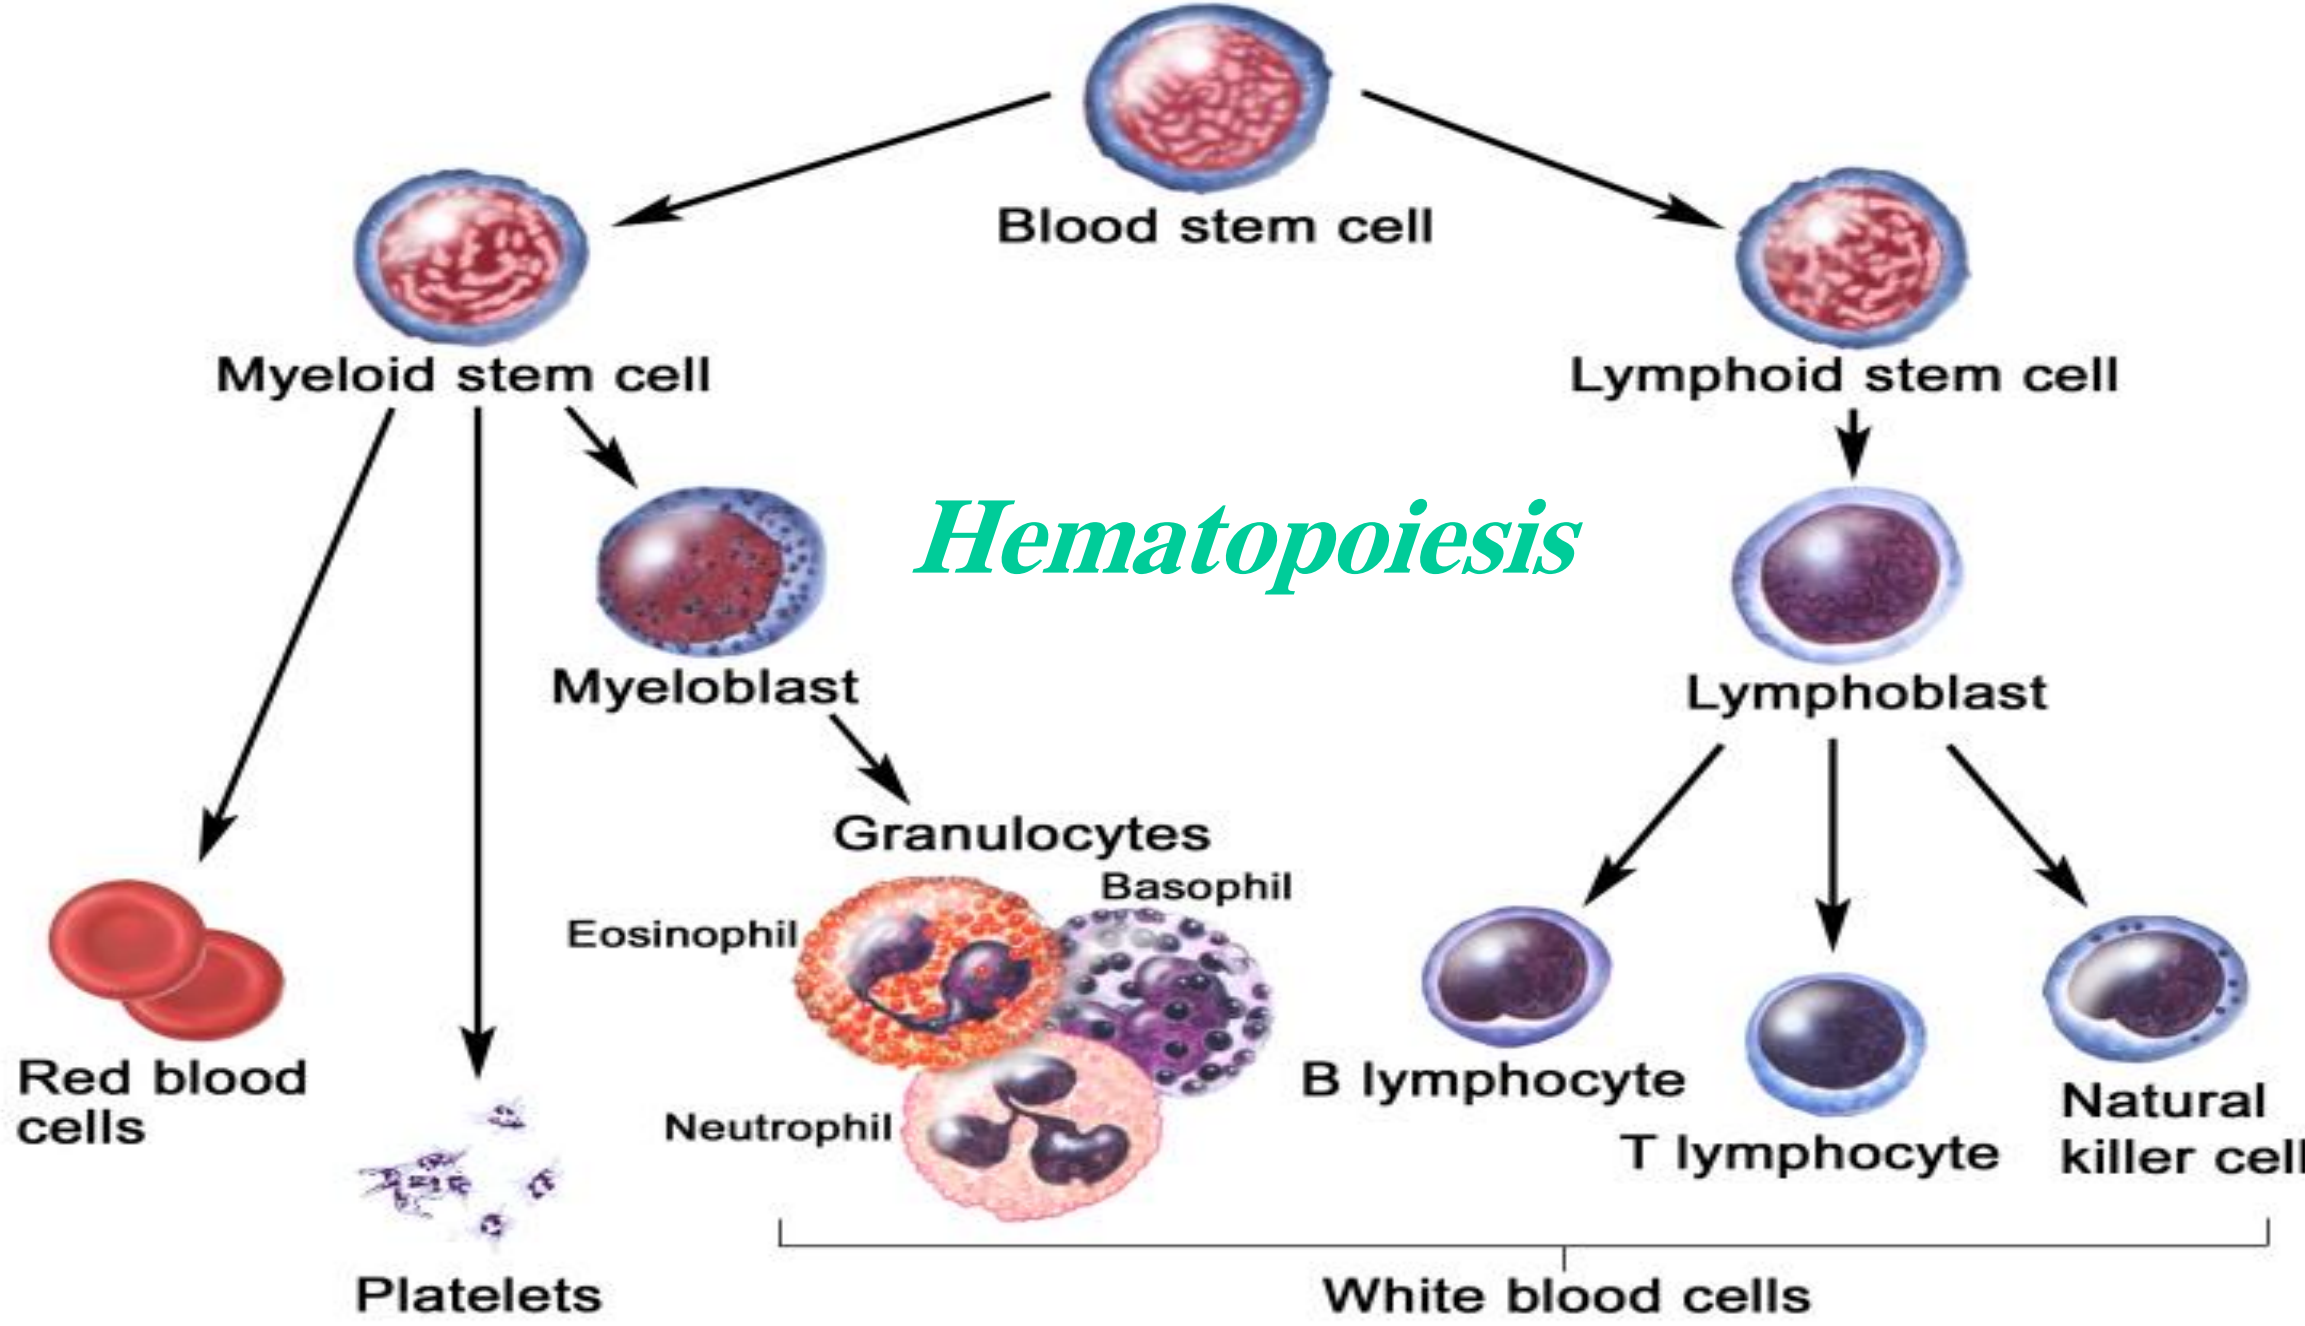 Blood stem cell
Myeloid stem cell
Lymphoid stem cell
Hematopoiesis
Myeloblast
Lymphoblast
Granulocytes
Basophil
Eosinophil
Neutrophil
Red blood
cells
Platelets
B lymphocyte
T lymphocyte
Natural
killer cell
White blood cells